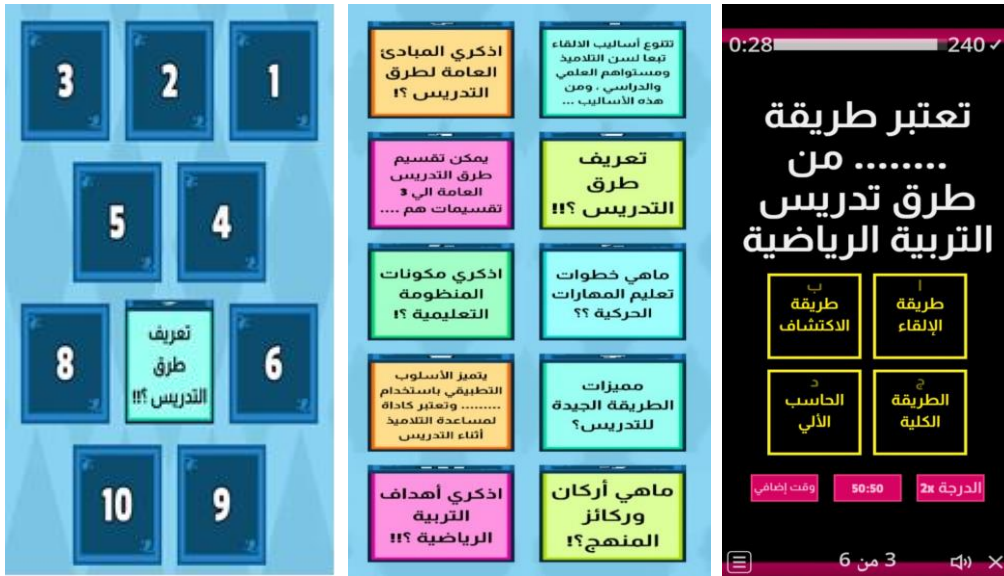 1
2
3
4
5
6
تعريف
طرق
التدريس ؟!!
8
9
10
تتنوع أساليب الالقاء
تبعا لسن التلاميذ
ومستواهم العلمي
والدراسي ، ومن
هذه الأساليب ...
اذكري المبادئ
العامة لطرق
التدريس ؟!
تعريف
طرق
التدريس ؟!!
يمكن تقسيم
طرق التدريس
العامة الي 3
تقسيمات هم ....
ماهي خطوات
تعليم المهارات
الحركية ؟؟
اذكري مكونات
المنظومة
التعليمية ؟!
مميزات
الطريقة الجيدة
للتدريس؟
يتميز الأسلوب
التطبيقي باستخدام
......... وتعتبر كاداة
لمساعدة التلاميذ
أثناء التدريس
ماهي أركان
وركائز
المنهج؟!
اذكري أهداف
التربية
الرياضية ؟!!
0:28
240 ✓
تعتبر طريقة
........ من
طرق تدريس
التربية الرياضية
ا
طريقة
الإلقاء
ب
طريقة
الاكتشاف
ج
الطريقة
الكلية
د
الحاسب
الألي
الدرجة 2x
50:50
وقت إضافي
3 من 6